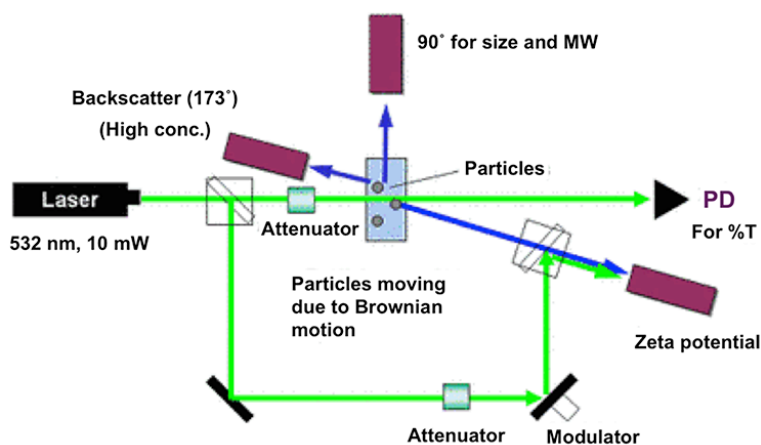 90˚ for size and MW
Backscatter (173˚)
(High conc.)
Particles
Laser
PD
Attenuator
532 nm, 10 mW
For %T
Particles moving
due to Brownian
motion
Zeta potential
Attenuator
Modulator